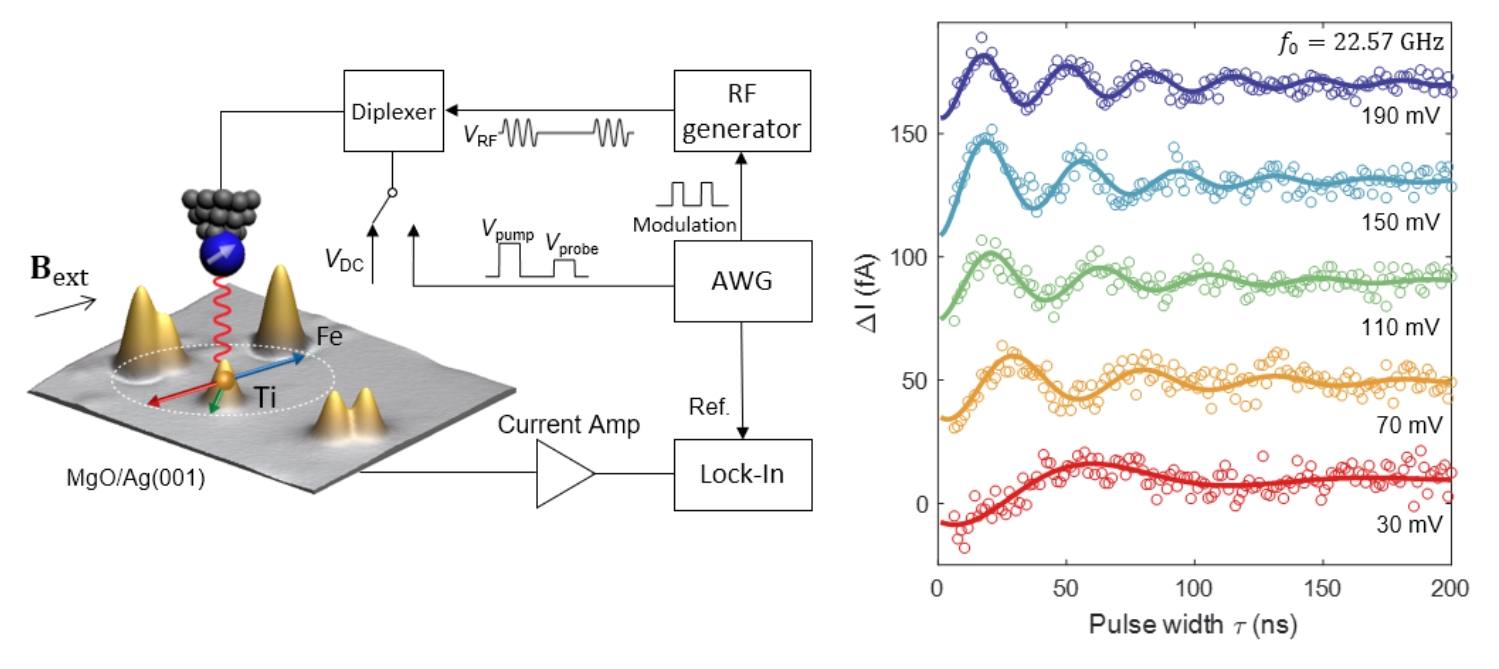 Diplexer
RF
generator
V_RF
Modulation
V_pump
V_probe
V_DC
AWG
B_ext
Fe
Ti
Ref.
Current Amp
Lock-In
MgO/Ag(001)
f_0 = 22.57 GHz
190 mV
150 mV
110 mV
70 mV
30 mV
150
100
50
0
ΔI (fA)
0 50 100 150 200
Pulse width τ (ns)